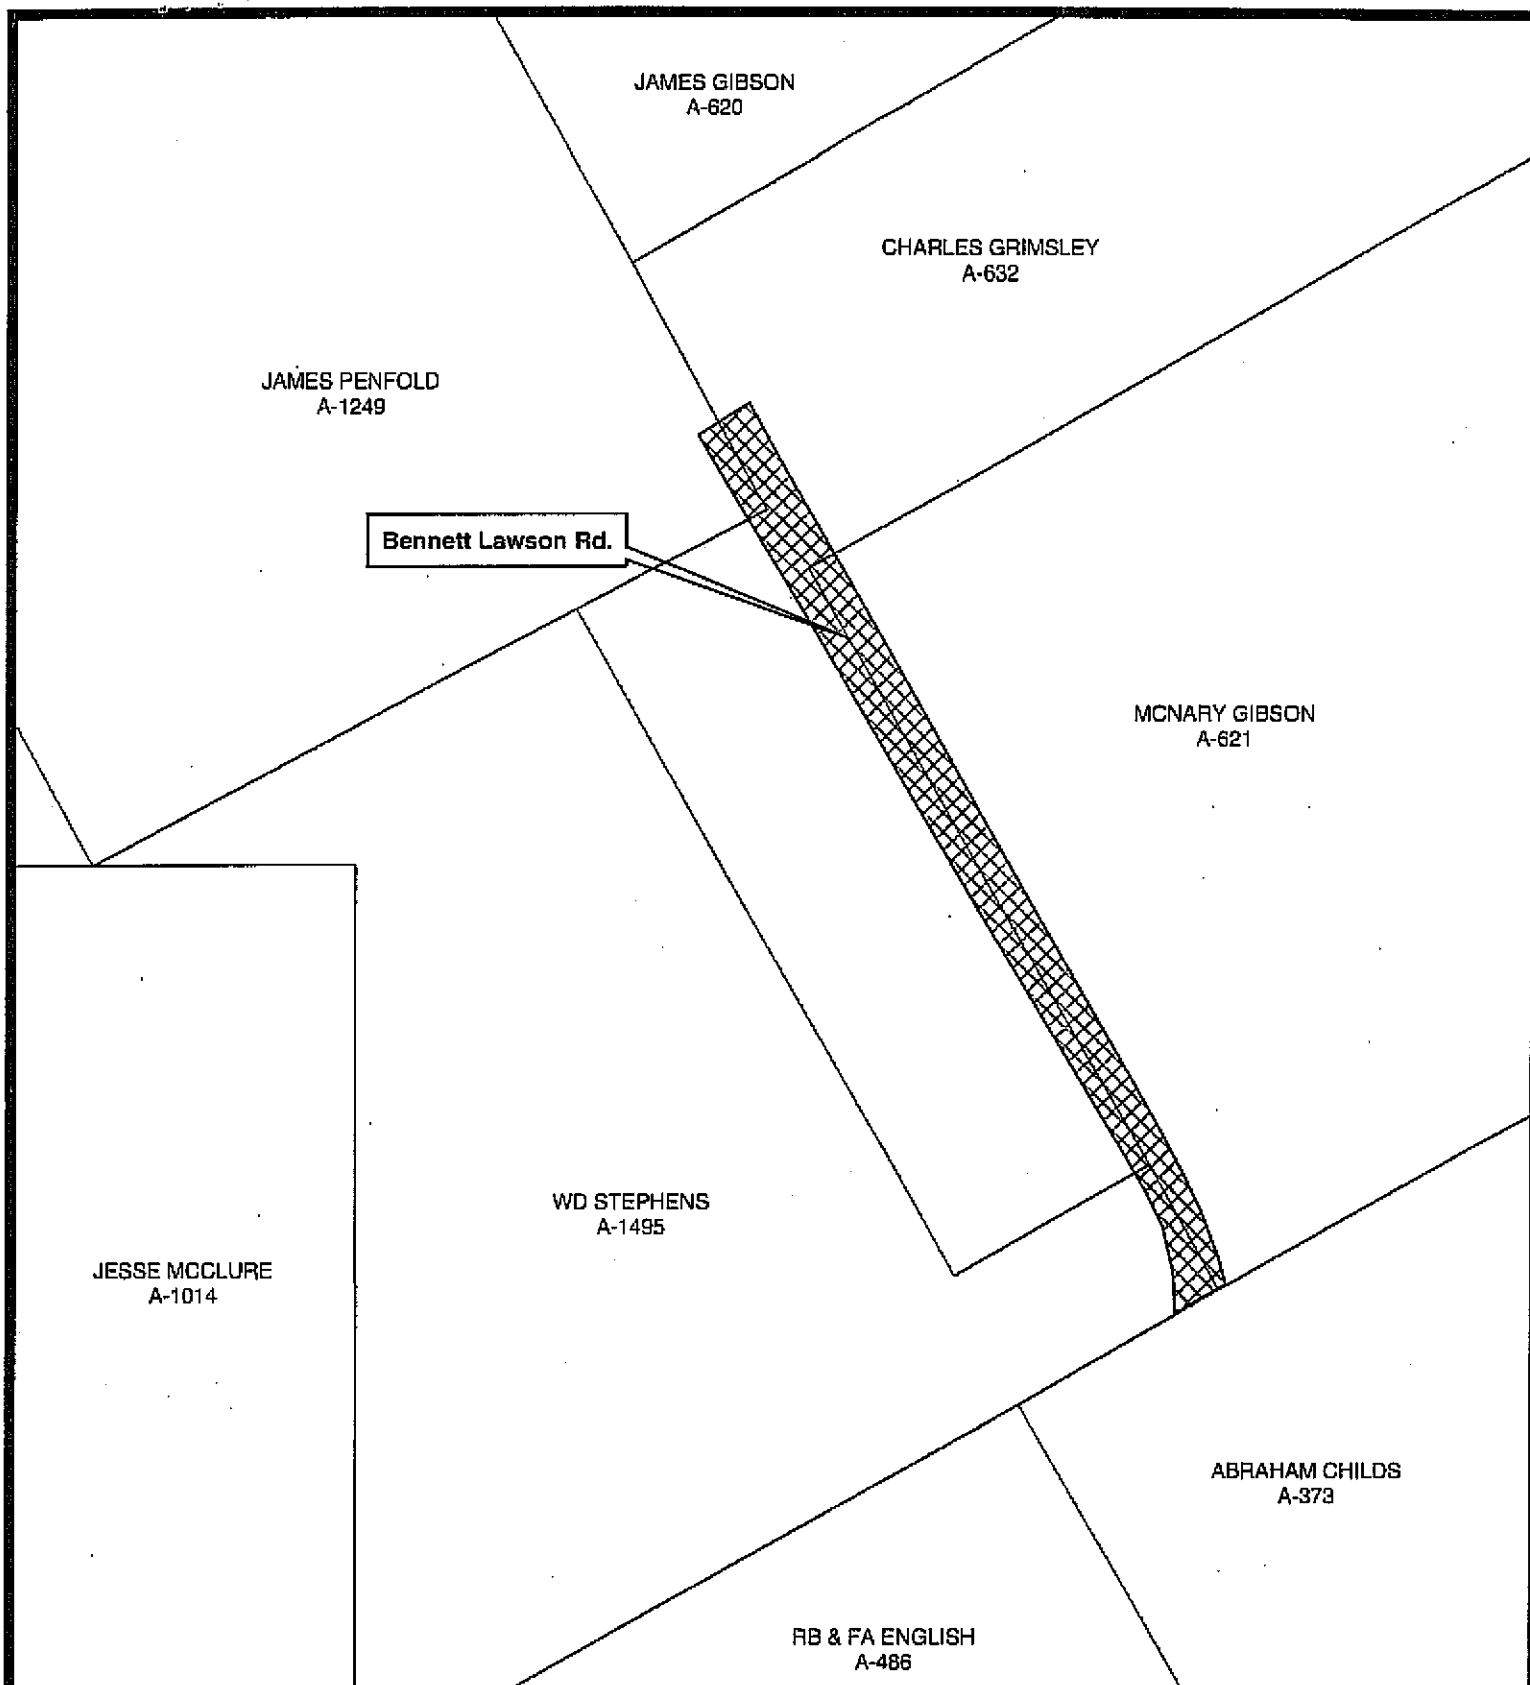 JAMES GIBSON
A-620
CHARLES GRIMSLEY
A-632
JAMES PENFOLD
A-1249
Bennett Lawson Rd.
MCNARY GIBSON
A-621
WD STEPHENS
A-1495
JESSE MCCLURE
A-1014
ABRAHAM CHILDS
A-373
RB & FA ENGLISH
A-486